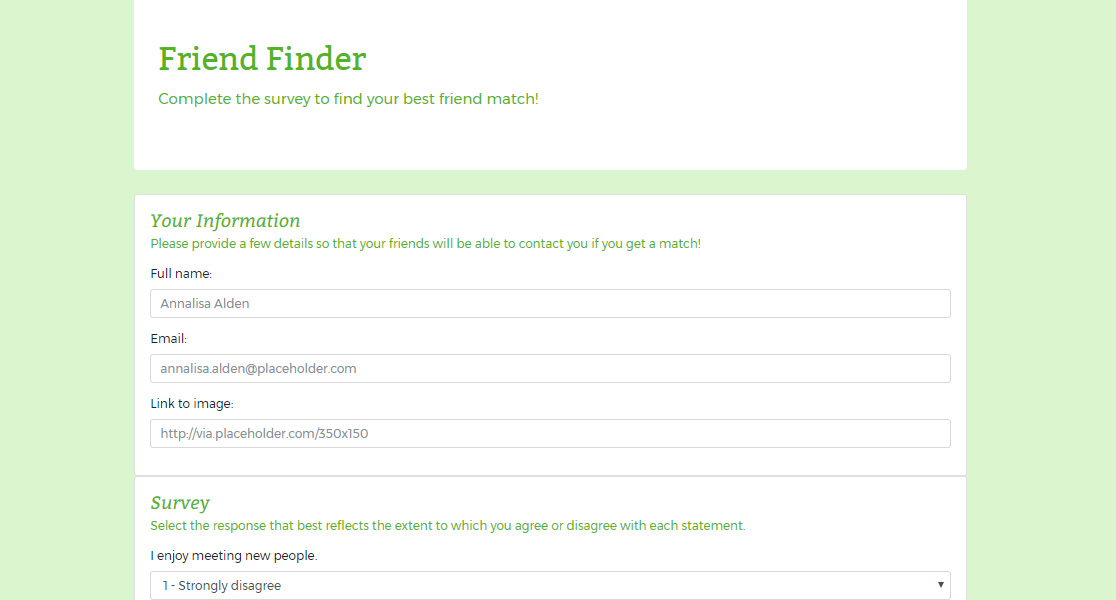 Friend Finder
Complete the survey to find your best friend match!
Your Information
Please provide a few details so that your friends will be able to contact you if you get a match!
Full name:
Annalisa Alden
Email:
annalisa.alden@placeholder.com
Link to image:
http://via.placeholder.com/350x150
Survey
Select the response that best reflects the extent to which you agree or disagree with each statement.
I enjoy meeting new people.
1 - Strongly disagree